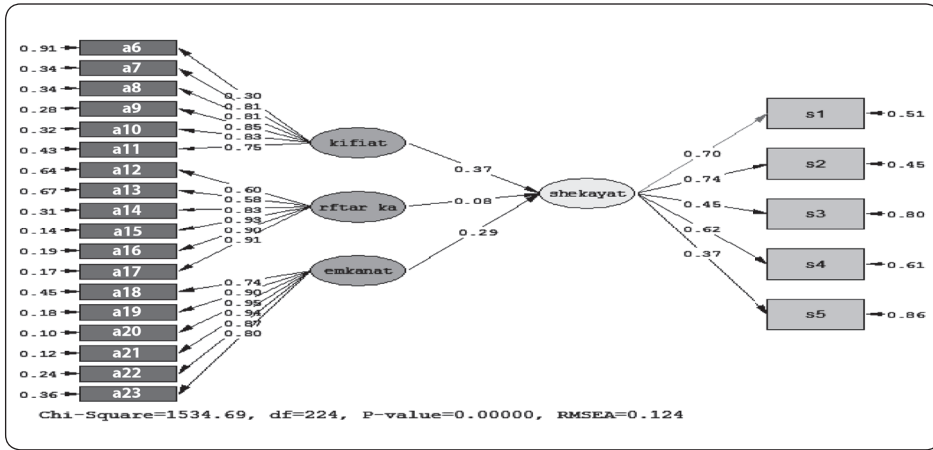 0.91 a6
0.34 a7
0.34 a8
0.28 a9
0.32 a10
0.43 a11
0.64 a12
0.67 a13
0.31 a14
0.14 a15
0.19 a16
0.17 a17
0.45 a18
0.18 a19
0.10 a20
0.12 a21
0.24 a22
0.36 a23
0.30
0.81
0.81
0.85
0.83
0.75
0.60
0.58
0.83
0.93
0.90
0.91
0.74
0.90
0.95
0.94
0.87
0.80
kifiat
rftar ka
emkanat
0.37
0.08
0.29
shekayat
0.70
0.74
0.45
0.62
0.37
s1 0.51
s2 0.45
s3 0.80
s4 0.61
s5 0.86
Chi-Square=1534.69, df=224, P-value=0.00000, RMSEA=0.124